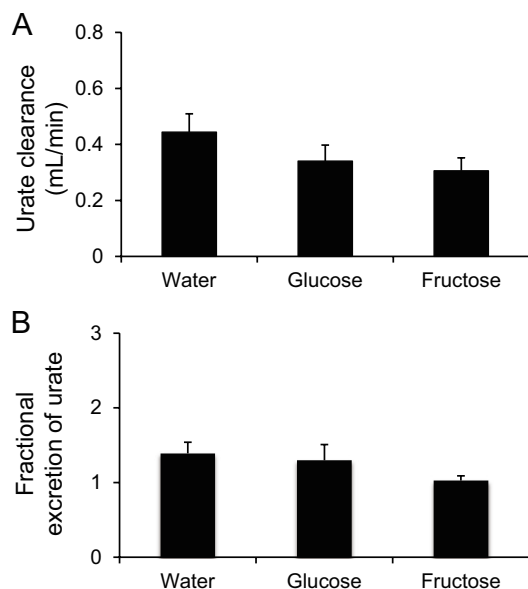 A
Urate clearance
(mL/min)
0.8
0.6
0.4
0.2
0
Water Glucose Fructose
B
Fractional
excretion of urate
3
2
1
0
Water Glucose Fructose